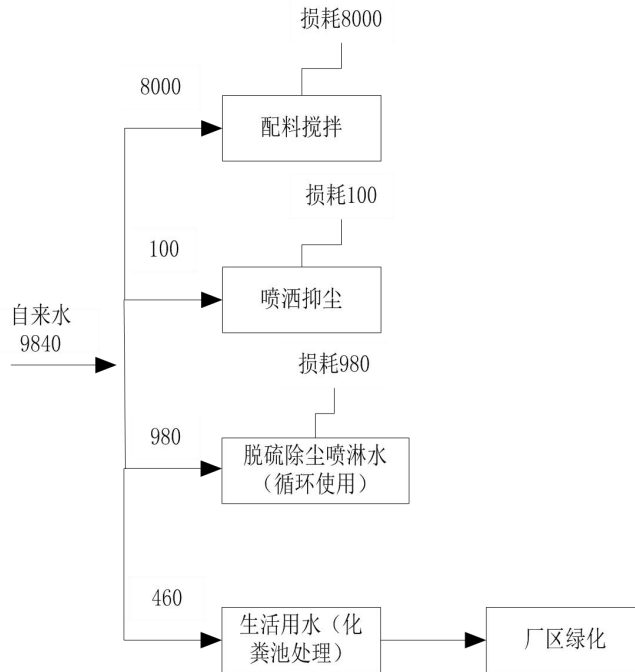 损耗8000
8000
配料搅拌
损耗100
100
喷洒抑尘
自来水
9840
损耗980
980
脱硫除尘喷淋水
（循环使用）
460
生活用水（化
粪池处理）
厂区绿化